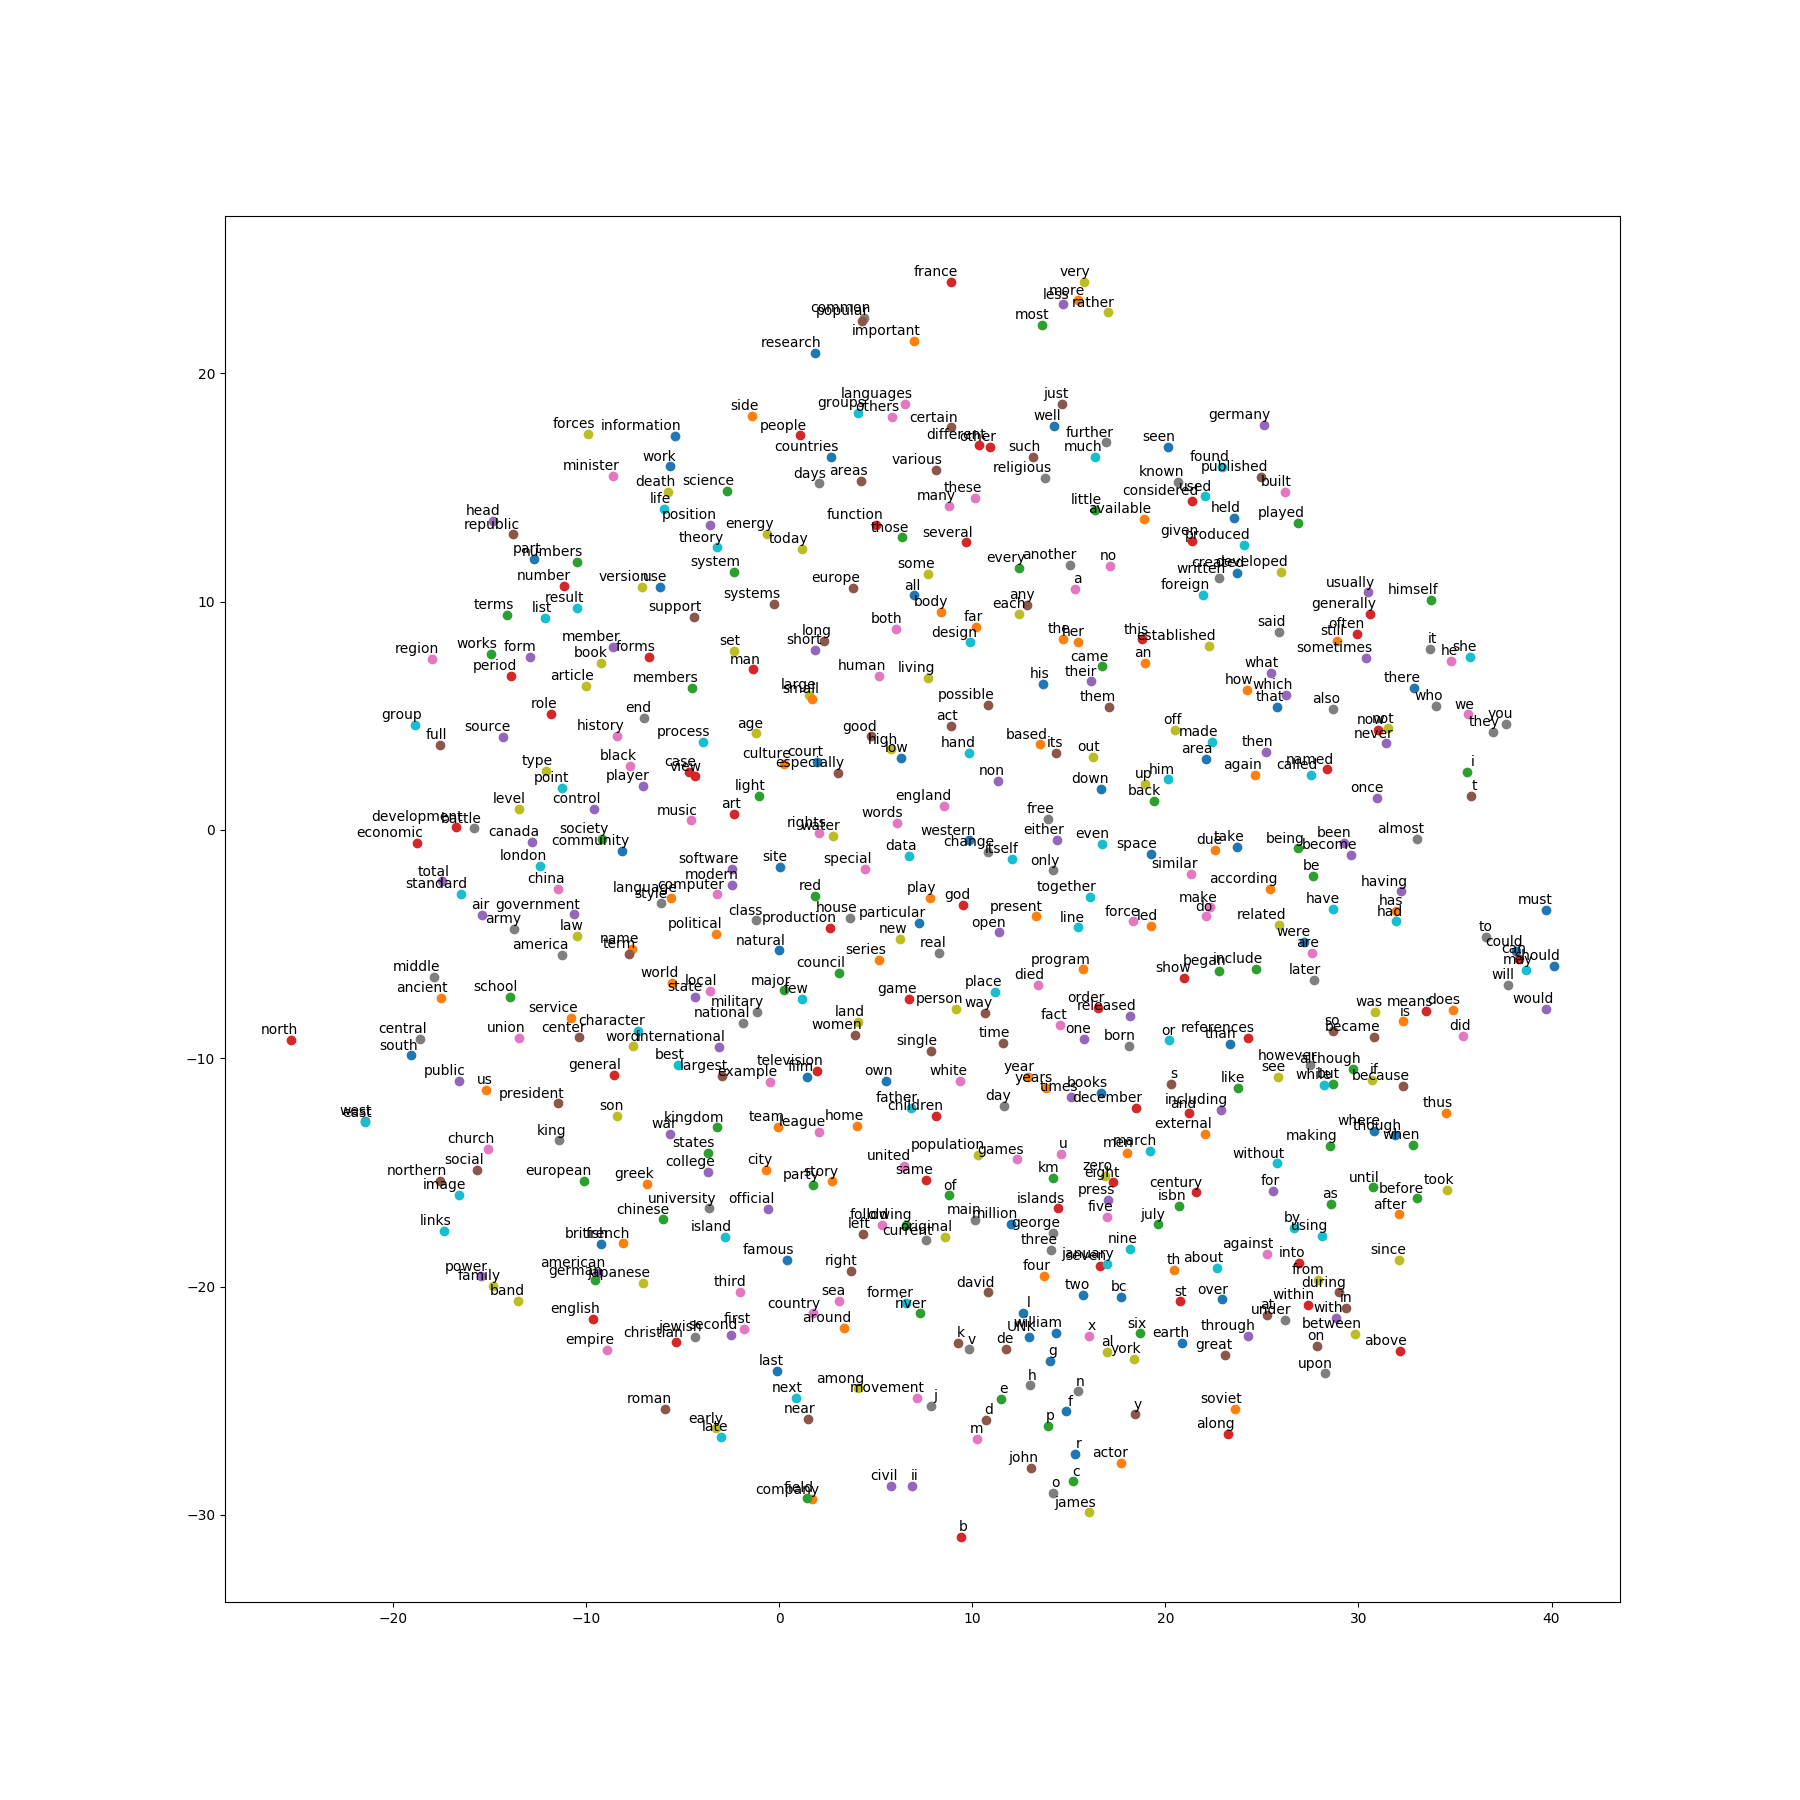 france
very
more
less
rather
common
popular
most
important
research
languages
just
side
groups
others
germany
forces
information
people
certain
well
different
other
further
seen
countries
such
much
found
minister
work
days
areas
various
religious
known
published
death
science
these
considered
used
built
life
many
little
head
position
energy
function
available
held
played
republic
theory
today
those
several
given
produced
part
numbers
system
every
another
no
created
developed
number
version
use
europe
some
written
usually
result
systems
all
a
foreign
himself
terms
list
support
body
each
any
generally
both
far
often
member
set
long
short
design
the
her
this
established
said
still
it
region
works
form
book
forms
man
sometimes
he
she
period
article
members
human
living
came
an
their
what
large
small
his
how
which
there
role
end
possible
them
that
also
who
we
group
full
source
history
process
age
good
act
off
now
not
you
they
high
hand
based
its
made
never
black
culture
court
low
out
area
then
type
point
player
case
view
especially
non
down
up
him
again
called
named
i
level
control
light
england
back
once
t
music
art
words
free
development
battle
economic
canada
society
community
rights
water
western
change
itself
either
even
due
take
being
been
become
almost
london
software
site
data
only
space
total
standard
china
modern
special
similar
be
language
style
computer
red
play
together
according
having
air
government
class
house
god
make
do
have
has
had
must
army
production
particular
present
line
force
led
related
america
law
name
term
political
natural
new
open
were
are
to
could
can
may
should
series
real
middle
ancient
world
local
council
program
show
began
include
later
will
school
state
major
few
game
place
died
service
military
person
way
order
released
was
means
does
would
north
central
union
center
character
national
land
women
fact
is
south
word
international
single
time
one
born
or
than
references
so
became
did
best
largest
television
film
however
although
public
general
example
own
white
year
years
times
books
s
like
see
while
but
if
because
us
president
day
december
west
east
son
kingdom
team
league
home
father
children
including
and
thus
king
war
external
where
though
when
church
states
population
games
u
men
march
making
social
college
city
united
zero
eight
without
northern
european
greek
party
story
same
km
century
for
until
before
took
image
university
official
of
islands
press
isbn
as
after
chinese
main
million
five
july
links
island
left
following
original
current
george
three
nine
by
using
british
french
famous
january
seven
th
about
against
into
since
power
family
american
german
japanese
right
four
from
band
third
sea
david
two
bc
st
over
during
within
in
english
country
former
river
l
at
with
empire
christian
jewish
second
first
around
k
v
de
UNK
william
x
six
earth
through
under
between
al
york
great
on
above
last
g
upon
roman
next
among
movement
j
h
n
e
near
d
p
f
y
soviet
early
late
m
along
john
r
actor
company
field
civil
ii
o
c
james
b
20
10
0
−10
−20
−30
−20 −10 0 10 20 30 40